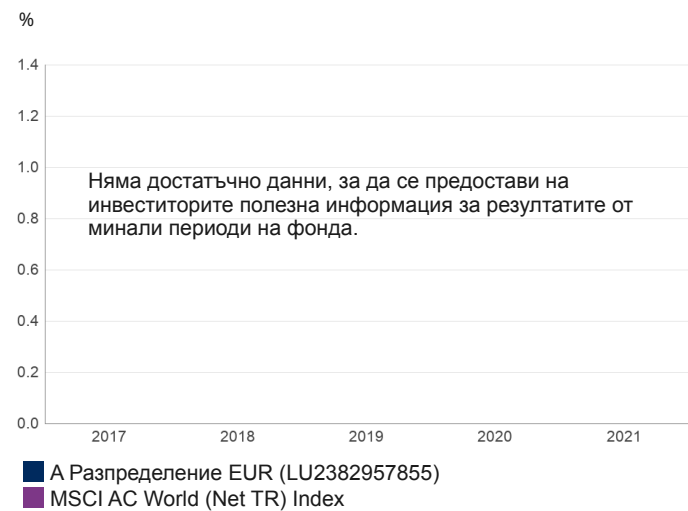 %
1.4
1.2
1.0
Няма достатъчно данни, за да се предостави на
инвеститорите полезна информация за резултатите от
0.8
минали периоди на фонда.
0.6
0.4
0.2
0.0
2017 2018 2019 2020 2021
А Разпределение EUR (LU2382957855)
MSCI AC World (Net TR) Index